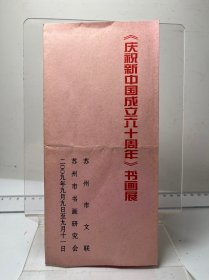 《庆祝新中国成立六十周年》书画展
苏州市文联
苏州市书画研究会
二〇〇九年九月九日至九月十一日